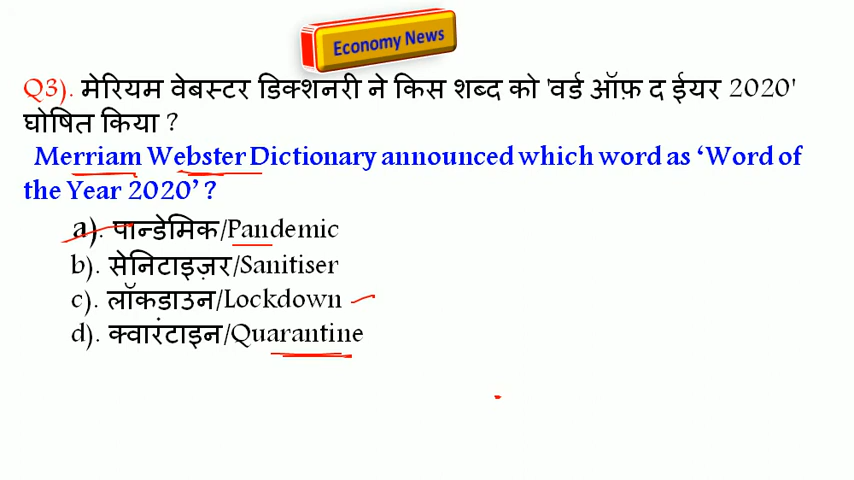 Economy News
Q3). मेरियम वेबस्टर डिक्शनरी ने किस शब्द को 'वर्ड ऑफ़ द ईयर 2020'
घोषित किया ?
Merriam Webster Dictionary announced which word as ‘Word of
the Year 2020’ ?
a). पान्डेमिक/Pandemic
b). सेनिटाइज़र/Sanitiser
c). लॉकडाउन/Lockdown
d). क्वारंटाइन/Quarantine